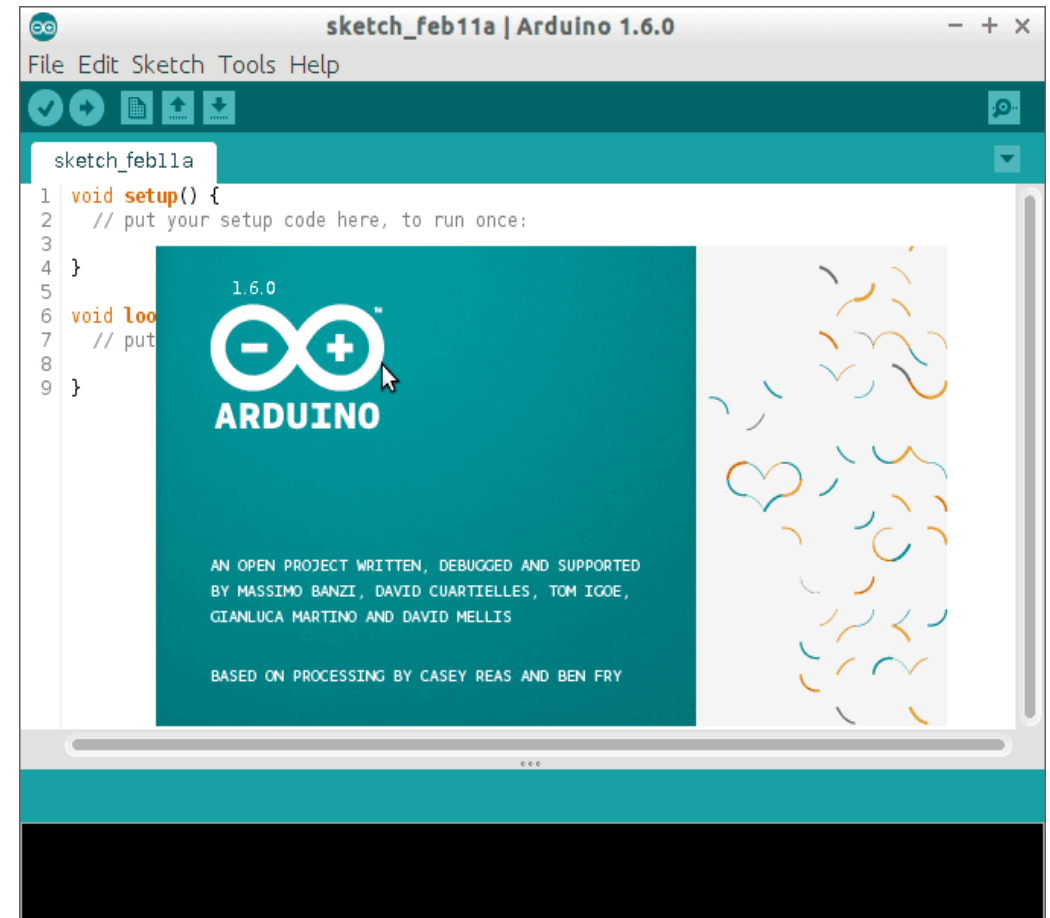 sketch_feb11a | Arduino 1.6.0
File Edit Sketch Tools Help
sketch_feb11a
1 void setup() {
2 // put your setup code here, to run once:
3
4 }
5
6 void loo
7 // put
8
9 }
1.6.0
™
ARDUINO
AN OPEN PROJECT WRITTEN, DEBUGGED AND SUPPORTED
BY MASSIMO BANZI, DAVID CUARTIELLES, TOM IGOE,
GIANLUCA MARTINO AND DAVID MELLIS
BASED ON PROCESSING BY CASEY REAS AND BEN FRY